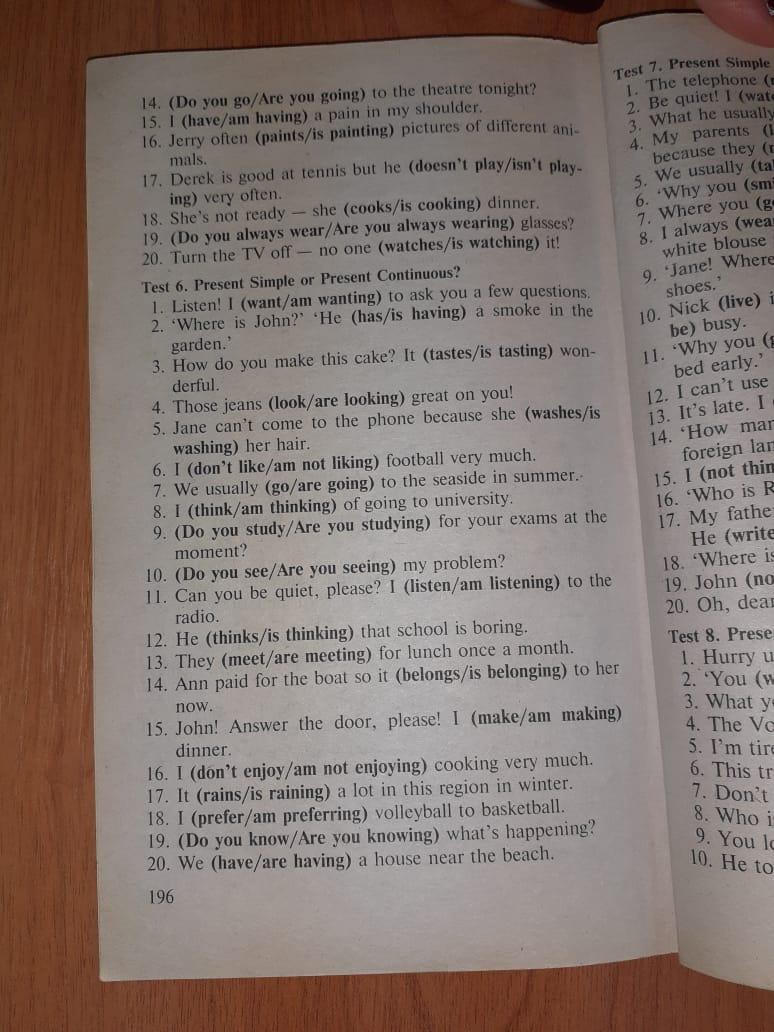 14. (Do you go/Are you going) to the theatre tonight?
15. I (have/am having) a pain in my shoulder.
16. Jerry often (paints/is painting) pictures of different ani-
mals.
17. Derek is good at tennis but he (doesn't play/isn't play-
ing) very often.
18. She's not ready — she (cooks/is cooking) dinner.
19. (Do you always wear/Are you always wearing) glasses?
20. Turn the TV off — no one (watches/is watching) it!
Test 6. Present Simple or Present Continuous?
1. Listen! I (want/am wanting) to ask you a few questions.
2. 'Where is John?' 'He (has/is having) a smoke in the
garden.'
3. How do you make this cake? It (tastes/is tasting) won-
derful.
4. Those jeans (look/are looking) great on you!
5. Jane can't come to the phone because she (washes/is
washing) her hair.
6. I (don't like/am not liking) football very much.
7. We usually (go/are going) to the seaside in summer.
8. I (think/am thinking) of going to university.
9. (Do you study/Are you studying) for your exams at the
moment?
10. (Do you see/Are you seeing) my problem?
11. Can you be quiet, please? I (listen/am listening) to the
radio.
12. He (thinks/is thinking) that school is boring.
13. They (meet/are meeting) for lunch once a month.
14. Ann paid for the boat so it (belongs/is belonging) to her
now.
15. John! Answer the door, please! I (make/am making)
dinner.
16. I (don't enjoy/am not enjoying) cooking very much.
17. It (rains/is raining) a lot in this region in winter.
18. I (prefer/am preferring) volleyball to basketball.
19. (Do you know/Are you knowing) what's happening?
20. We (have/are having) a house near the beach.
196
Test 7. Present Simple
1. The telephone
2. Be quiet! I
3. What he usually
4. My parents
because they
5. We usually
6. 'Why you
7. Where you
8. I always
white blouse
9. 'Jane! Where
shoes.'
10. Nick (live)
be) busy.
11. 'Why you
bed early.'
12. I can't use
13. It's late. I
14. 'How
foreign
15. I (not
16. 'Who is
17. My
He (write
18. 'Where
19. John
20. Oh,
Test 8.
1. Hurry
2. 'You
3. What
4. The
5. I'm
6. This
7. Don't
8. Who
9. You
10. He